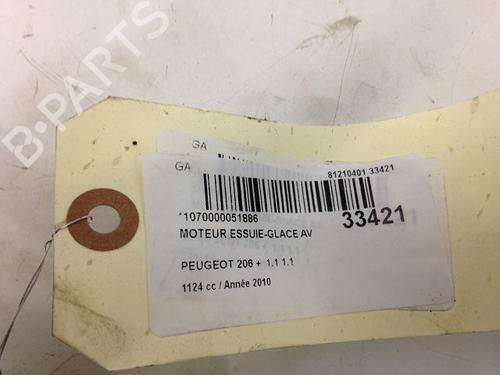 B-PARTS
GA
GA
81210401 33421
*1070000051886
33421
MOTEUR ESSUIE-GLACE AV
PEUGEOT 206 + 1.1 1.1
1124 cc / Année 2010